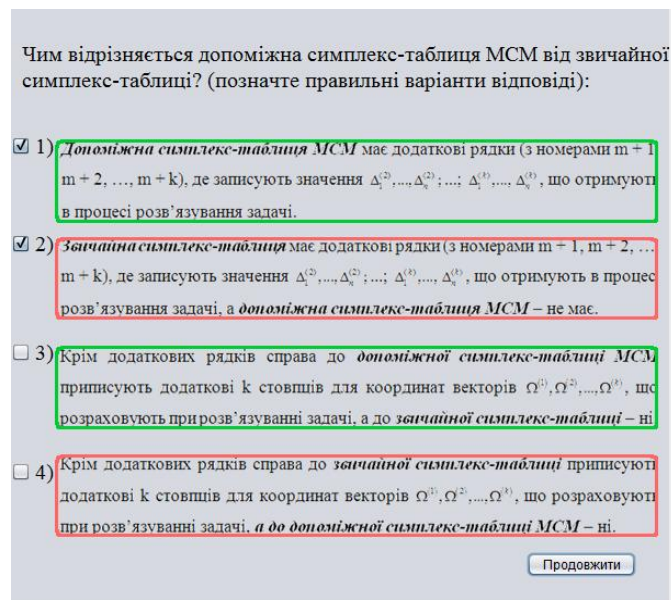 Чим відрізняється допоміжна симплекс-таблиця МСМ від звичайної
симплекс-таблиці? (позначте правильні варіанти відповіді):
1) Допоміжна симплекс-таблиця МСМ має додаткові рядки (з номерами m + 1
m + 2, …, m + k), де записують значення Δ₁⁽²⁾,...,Δₙ⁽²⁾;...; Δ₁⁽ᵏ⁾,..., Δₙ⁽ᵏ⁾, що отримують
в процесі розв’язування задачі.
2) Звичайна симплекс-таблиця має додаткові рядки (з номерами m + 1, m + 2, …
m + k), де записують значення Δ₁⁽²⁾,...,Δₙ⁽²⁾;...; Δ₁⁽ᵏ⁾,..., Δₙ⁽ᵏ⁾, що отримують в процес
розв’язування задачі, а допоміжна симплекс-таблиця МСМ – не має.
3) Крім додаткових рядків справа до допоміжної симплекс-таблиці МСМ
приписують додаткові k стовпців для координат векторів Ω⁽¹⁾,Ω⁽²⁾,...,Ω⁽ᵏ⁾, що
розраховують при розв’язуванні задачі, а до звичайної симплекс-таблиці – ні
4) Крім додаткових рядків справа до звичайної симплекс-таблиці приписують
додаткові k стовпців для координат векторів Ω⁽¹⁾,Ω⁽²⁾,...,Ω⁽ᵏ⁾, що розраховують
при розв’язуванні задачі, а до допоміжної симплекс-таблиці МСМ – ні.
Продовжити